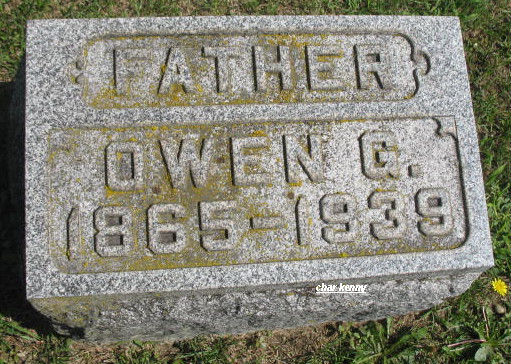 FATHER
OWEN G.
1865-1939
char kenny